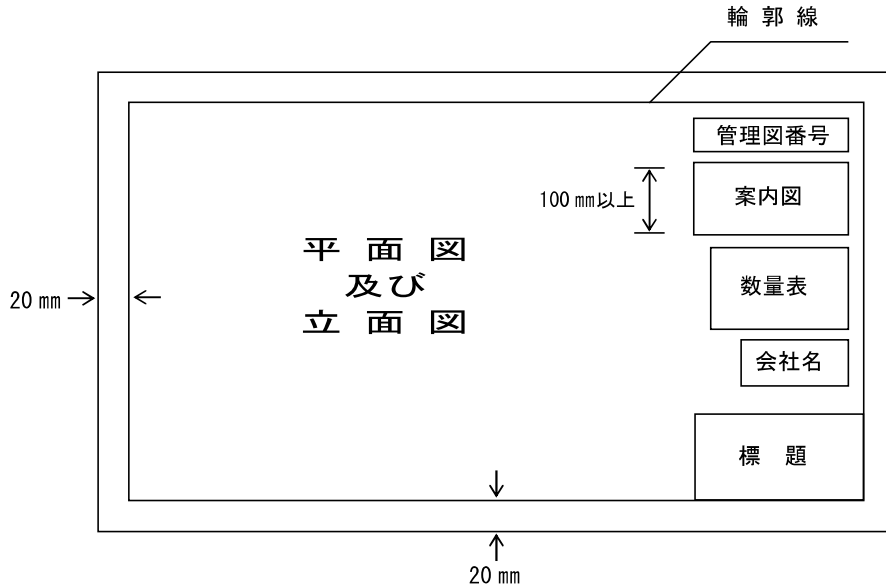 輪郭線
管理図番号
100mm以上
案内図
平面図
及び
立面図
数量表
20mm
会社名
標題
20mm